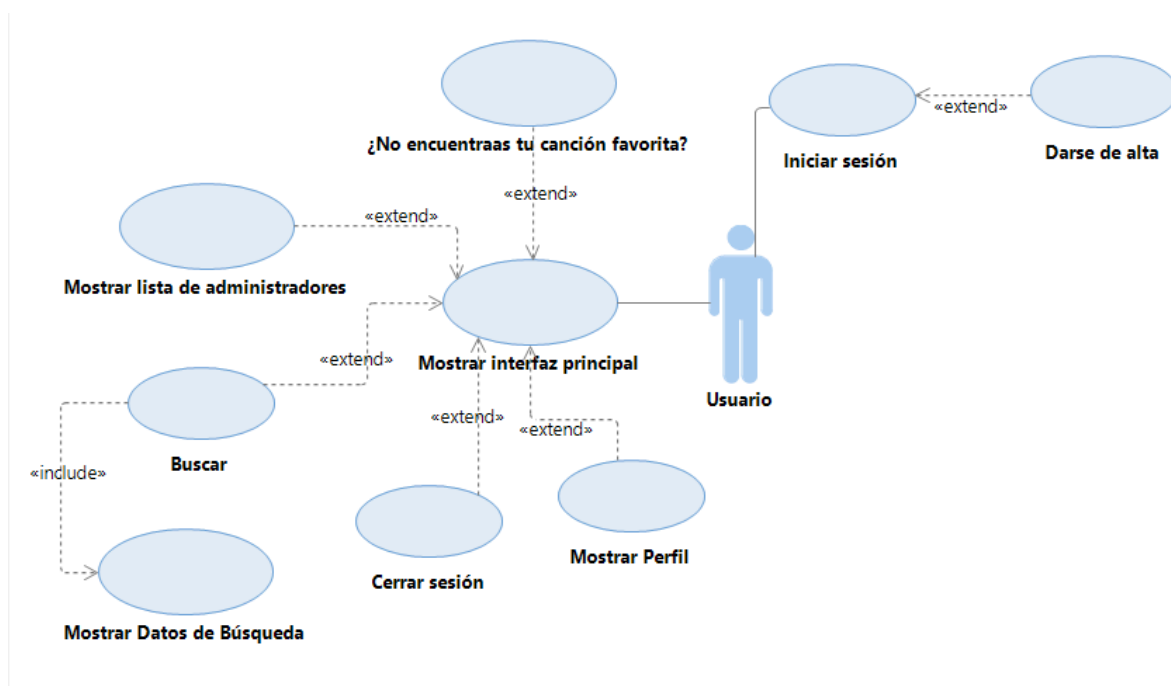 ¿No encuentraas tu canción favorita?
«extend»
Iniciar sesión
«extend»
Darse de alta
«extend»
Mostrar lista de administradores
«extend»
Mostrar interfaz principal
Usuario
«extend»
Buscar
«extend»
«extend»
«include»
Mostrar Perfil
Cerrar sesión
Mostrar Datos de Búsqueda